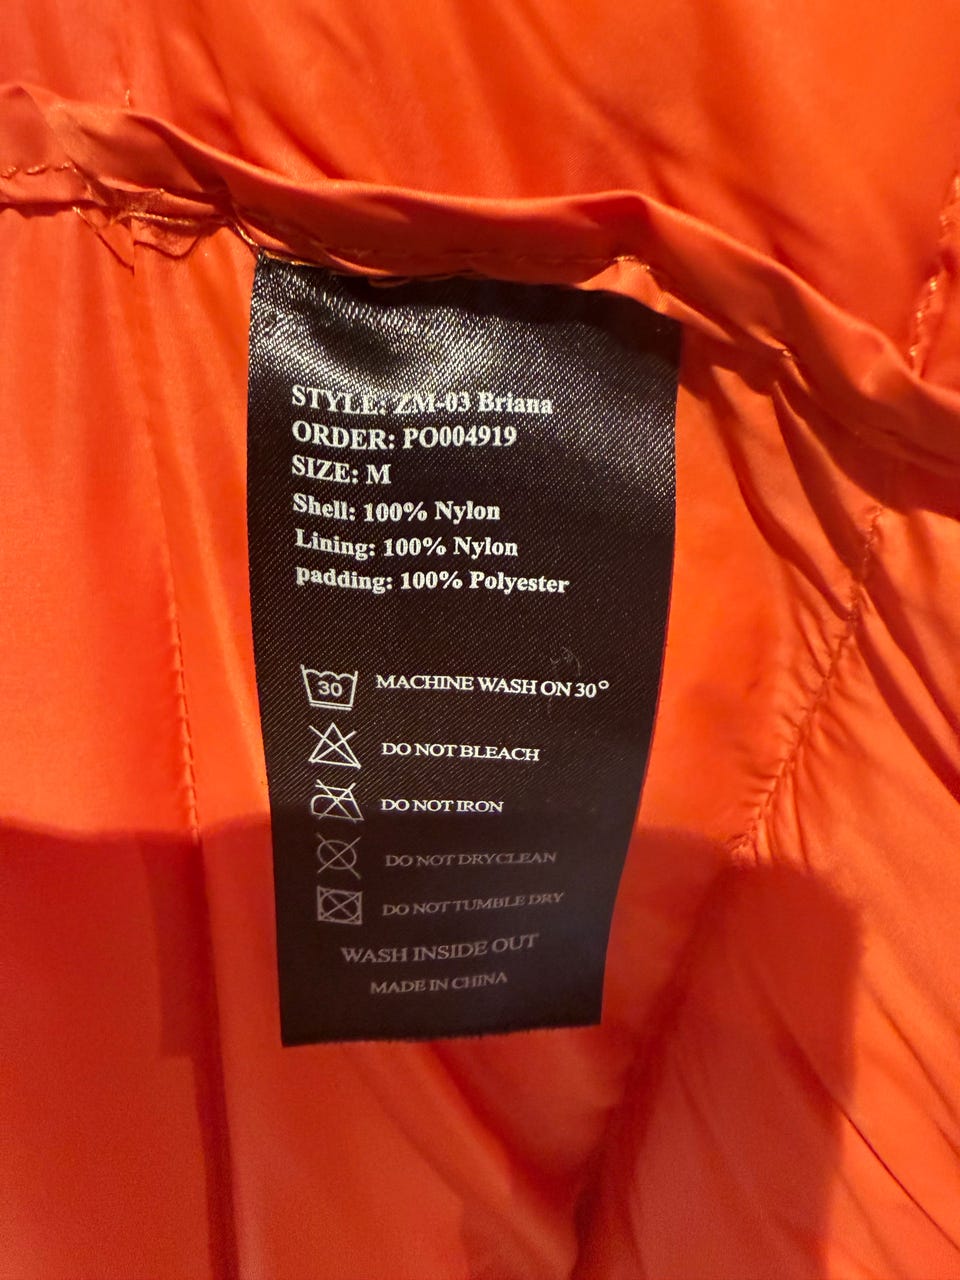 STYLE: ZM-03 Briana
ORDER: PO004919
SIZE: M
Shell: 100% Nylon
Lining: 100% Nylon
padding: 100% Polyester
30 MACHINE WASH ON 30°
DO NOT BLEACH
DO NOT IRON
DO NOT DRYCLEAN
DO NOT TUMBLE DRY
WASH INSIDE OUT
MADE IN CHINA